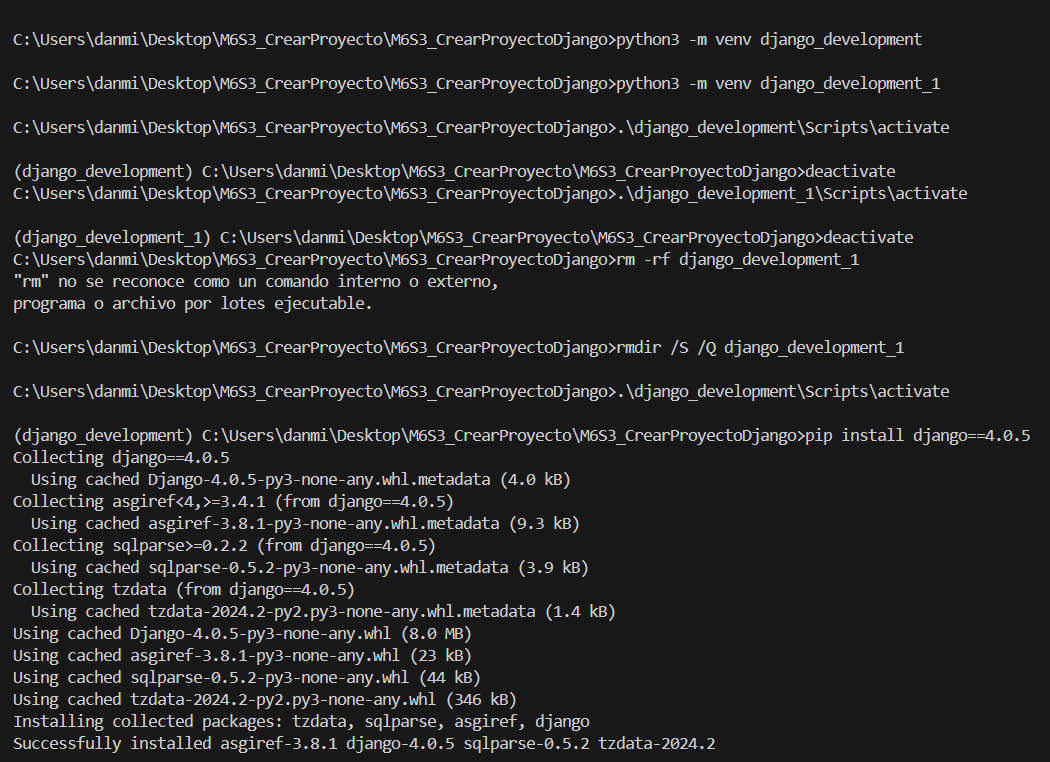 C:\Users\danmi\Desktop\M6S3_CrearProyecto\M6S3_CrearProyectoDjango>python3 -m venv django_development
C:\Users\danmi\Desktop\M6S3_CrearProyecto\M6S3_CrearProyectoDjango>python3 -m venv django_development_1
C:\Users\danmi\Desktop\M6S3_CrearProyecto\M6S3_CrearProyectoDjango>.\django_development\Scripts\activate
(django_development) C:\Users\danmi\Desktop\M6S3_CrearProyecto\M6S3_CrearProyectoDjango>deactivate
C:\Users\danmi\Desktop\M6S3_CrearProyecto\M6S3_CrearProyectoDjango>.\django_development_1\Scripts\activate
(django_development_1) C:\Users\danmi\Desktop\M6S3_CrearProyecto\M6S3_CrearProyectoDjango>deactivate
C:\Users\danmi\Desktop\M6S3_CrearProyecto\M6S3_CrearProyectoDjango>rm -rf django_development_1
"rm" no se reconoce como un comando interno o externo,
programa o archivo por lotes ejecutable.
C:\Users\danmi\Desktop\M6S3_CrearProyecto\M6S3_CrearProyectoDjango>rmdir /S /Q django_development_1
C:\Users\danmi\Desktop\M6S3_CrearProyecto\M6S3_CrearProyectoDjango>.\django_development\Scripts\activate
(django_development) C:\Users\danmi\Desktop\M6S3_CrearProyecto\M6S3_CrearProyectoDjango>pip install django==4.0.5
Collecting django==4.0.5
  Using cached Django-4.0.5-py3-none-any.whl.metadata (4.0 kB)
Collecting asgiref<4,>=3.4.1 (from django==4.0.5)
  Using cached asgiref-3.8.1-py3-none-any.whl.metadata (9.3 kB)
Collecting sqlparse>=0.2.2 (from django==4.0.5)
  Using cached sqlparse-0.5.2-py3-none-any.whl.metadata (3.9 kB)
Collecting tzdata (from django==4.0.5)
  Using cached tzdata-2024.2-py2.py3-none-any.whl.metadata (1.4 kB)
Using cached Django-4.0.5-py3-none-any.whl (8.0 MB)
Using cached asgiref-3.8.1-py3-none-any.whl (23 kB)
Using cached sqlparse-0.5.2-py3-none-any.whl (44 kB)
Using cached tzdata-2024.2-py2.py3-none-any.whl (346 kB)
Installing collected packages: tzdata, sqlparse, asgiref, django
Successfully installed asgiref-3.8.1 django-4.0.5 sqlparse-0.5.2 tzdata-2024.2